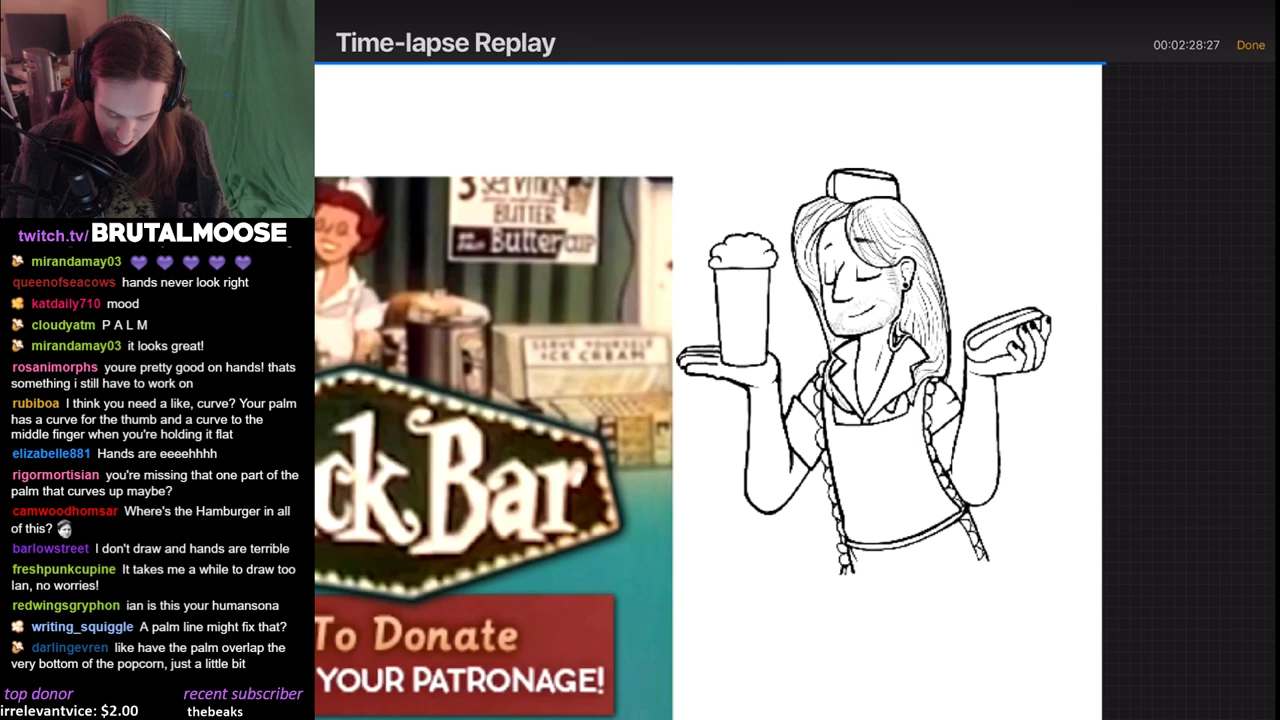 Time-lapse Replay
00:02:28:27 Done
twitch.tv/BRUTALMOOSE
mirandamay03 💜 💜 💜 💜 💜
queenofseacows hands never look right
katdaily710 mood
cloudyatm P A L M
mirandamay03 it looks great!
rosanimorphs youre pretty good on hands! thats
something i still have to work on
rubiboa I think you need a like, curve? Your palm
has a curve for the thumb and a curve to the
middle finger when you're holding it flat
elizabelle881 Hands are eeeehhhh
rigormortisian you're missing that one part of the
palm that curves up maybe?
camwoodhomsar Where's the Hamburger in all
of this?
barlowstreet I don't draw and hands are terrible
freshpunkcupine It takes me a while to draw too
Ian, no worries!
redwingsgryphon ian is this your humansona
writing_squiggle A palm line might fix that?
darlingevren like have the palm overlap the
very bottom of the popcorn, just a little bit
top donor
irrelevantvice: $2.00
recent subscriber
thebeaks
BUTTER
ButterCUP
SERVE YOURSELF
ICE CREAM
ck Bar
To Donate
YOUR PATRONAGE!